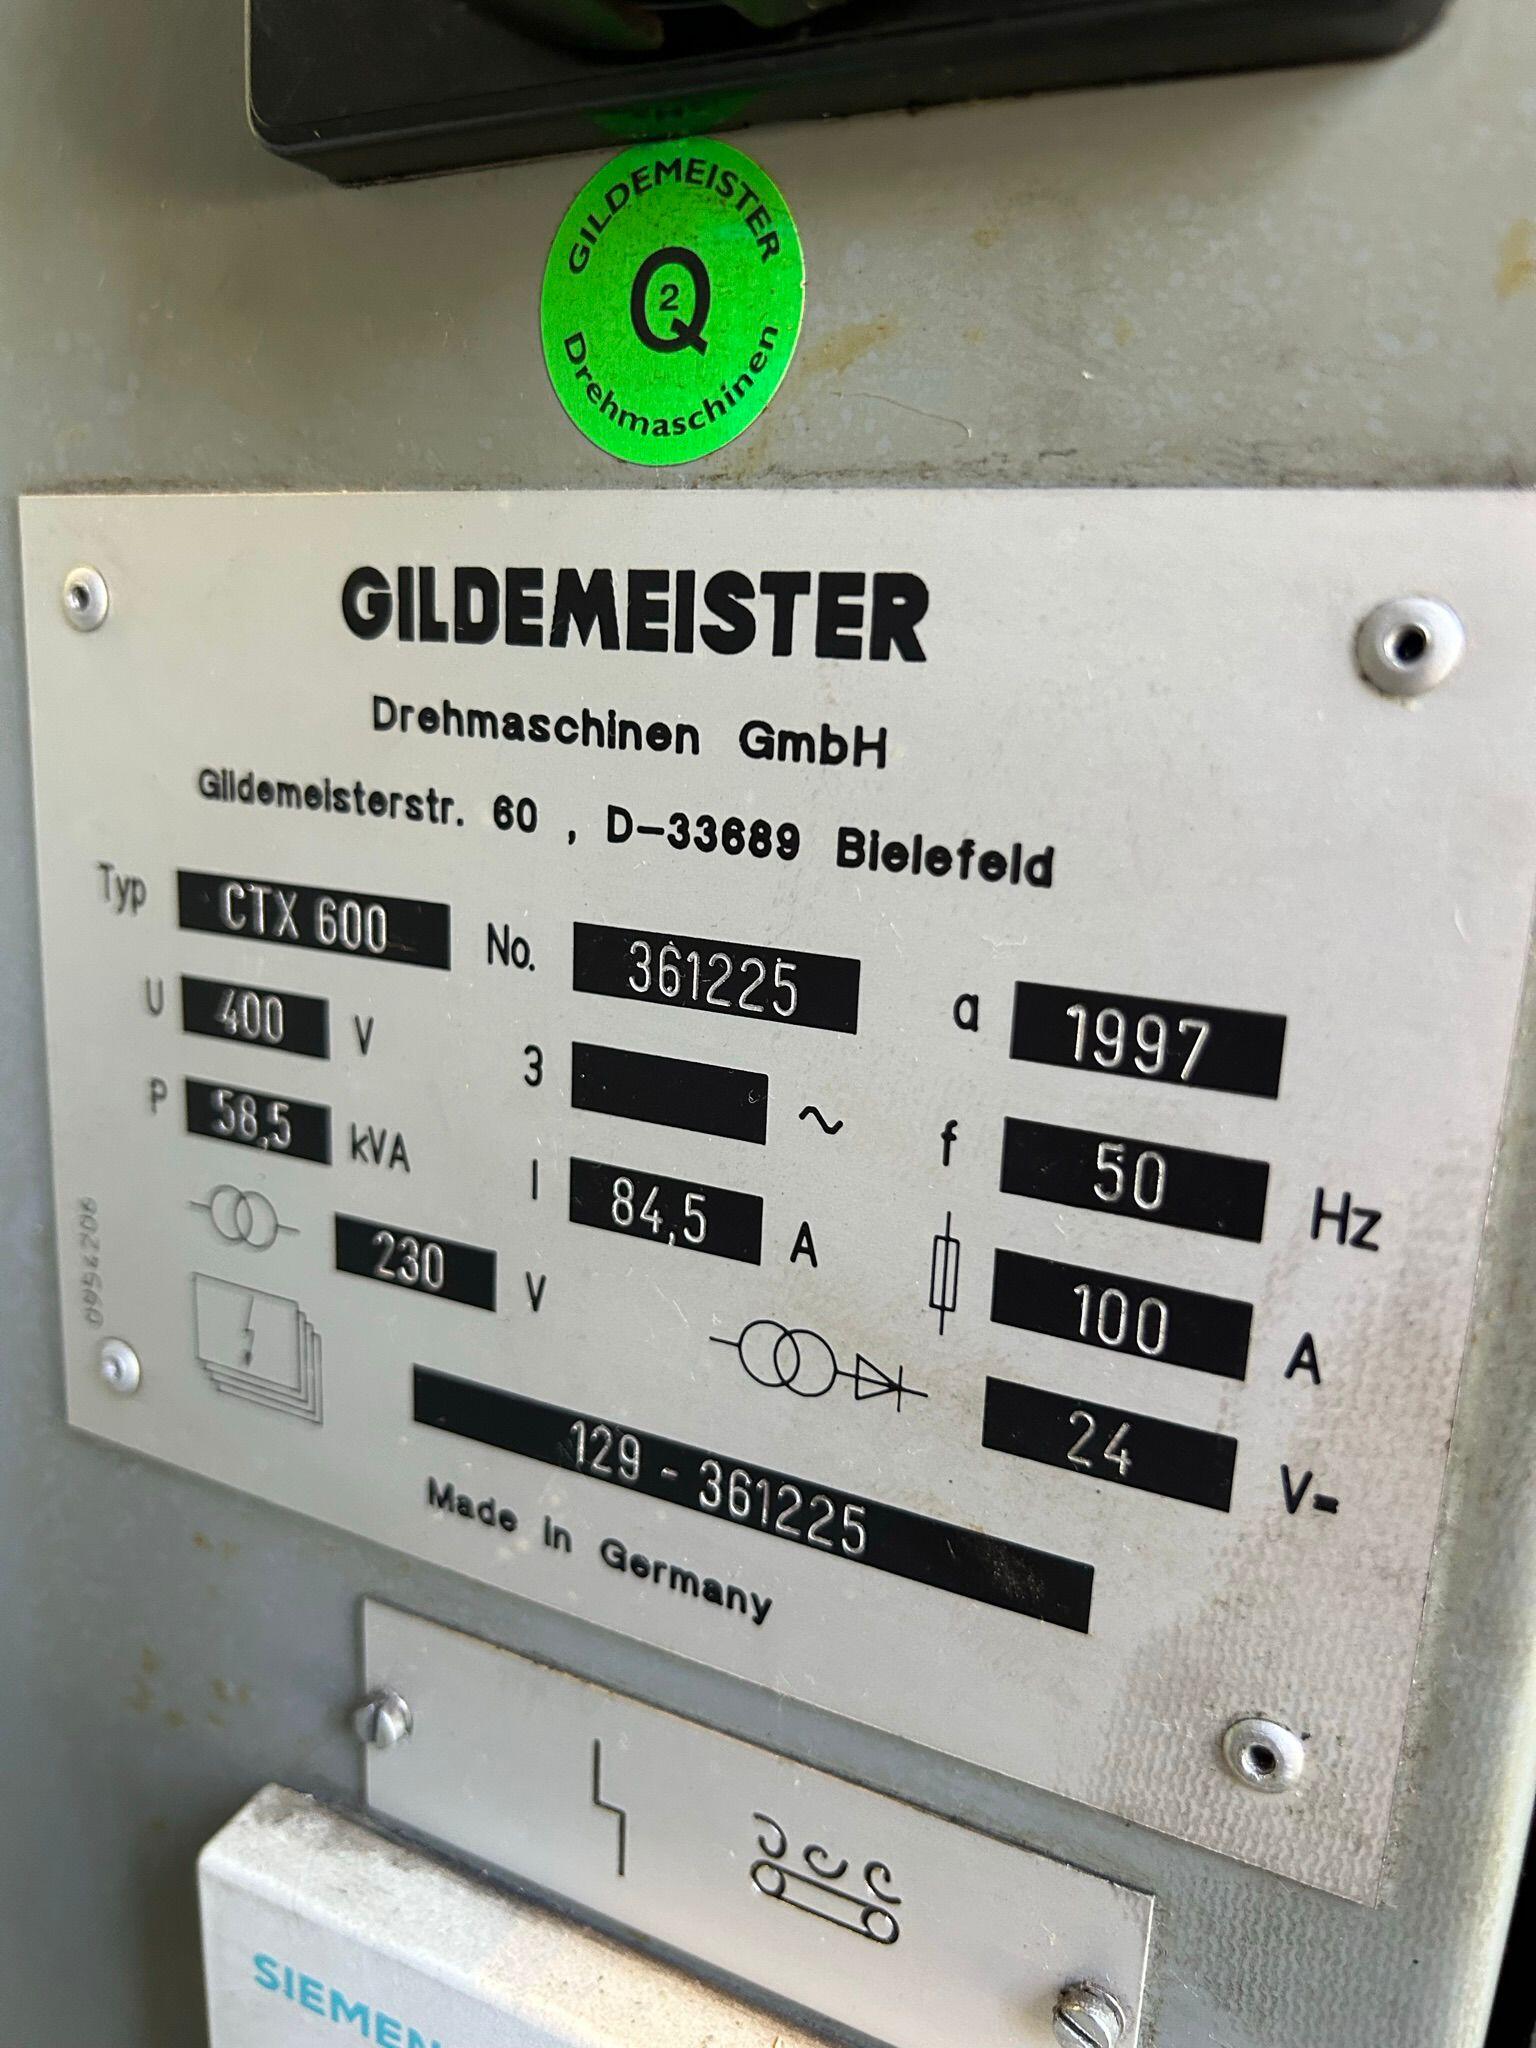 GILDEMEISTER
2
Q
Drehmaschinen
GILDEMEISTER
Drehmaschinen GmbH
Gildemeisterstr. 60 , D-33689 Bielefeld
Typ CTX 600 No. 361225 a 1997
U 400 V 3 ~ f 50 Hz
P 58,5 kVA I 84,5 A 100 A
230 V 24 V=
129 - 361225
Made in Germany
0954206
SIEMEN